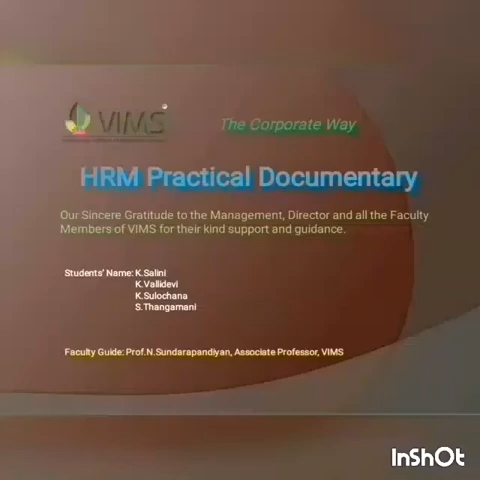 VIMS
The Corporate Way
HRM Practical Documentary
Our Sincere Gratitude to the Management, Director and all the Faculty
Members of VIMS for their kind support and guidance.
Students' Name: K.Salini
K.Vallidevi
K.Sulochana
S.Thangamani
Faculty Guide: Prof.N.Sundarapandiyan, Associate Professor, VIMS
InShOt